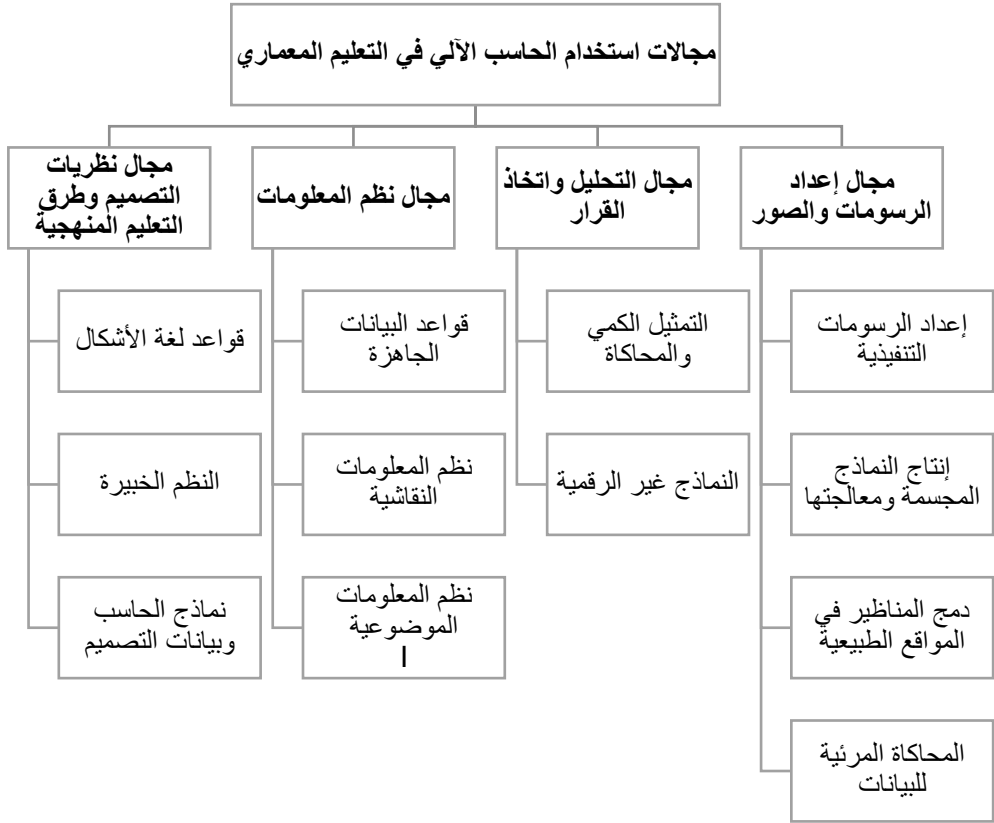 مجالات استخدام الحاسب الآلي في التعليم المعماري
مجال إعداد
الرسومات والصور
إعداد الرسومات
التنفيذية
إنتاج النماذج
المجسمة ومعالجتها
دمج المناظير في
المواقع الطبيعية
المحاكاة المرئية
للبيانات
مجال التحليل واتخاذ
القرار
التمثيل الكمي
والمحاكاة
النماذج غير الرقمية
مجال نظم المعلومات
قواعد البيانات
الجاهزة
نظم المعلومات
النقاشية
نظم المعلومات
الموضوعية
ا
مجال نظريات
التصميم وطرق
التعليم المنهجية
قواعد لغة الأشكال
النظم الخبيرة
نماذج الحاسب
وبيانات التصميم